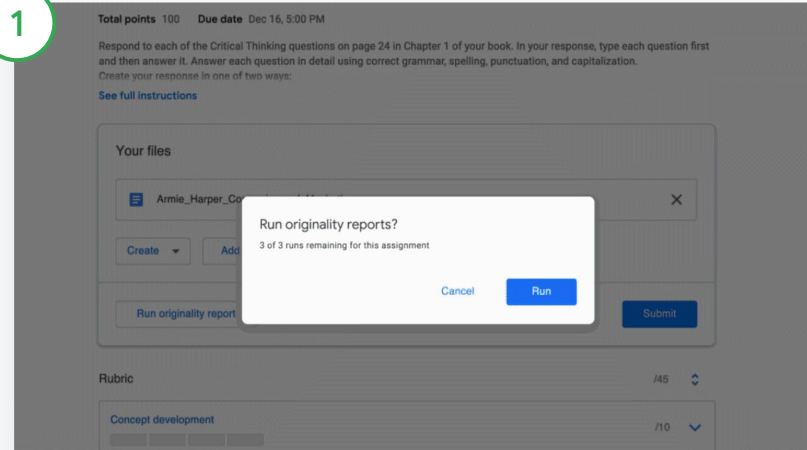 1
Total points 100 Due date Dec 16, 5:00 PM
Respond to each of the Critical Thinking questions on page 24 in Chapter 1 of your book. In your response, type each question first
and then answer it. Answer each question in detail using correct grammar, spelling, punctuation, and capitalization.
Create your response in one of two ways:
See full instructions
Your files
Armie_Harper_
Run originality reports?
3 of 3 runs remaining for this assignment
Create
Add
Cancel
Run
Run originality report
Submit
Rubric
/45
Concept development
/10